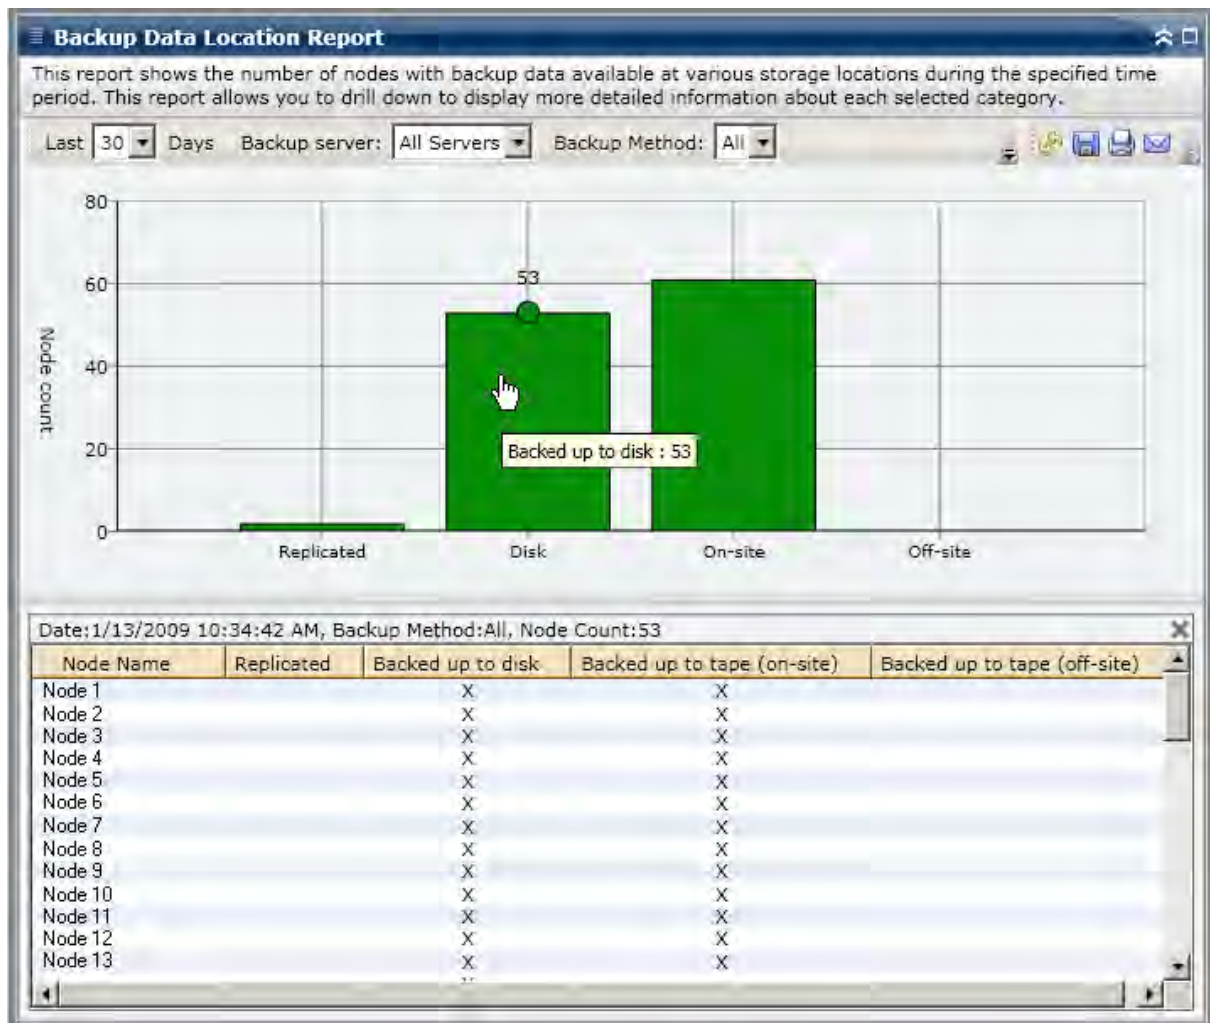 Backup Data Location Report
This report shows the number of nodes with backup data available at various storage locations during the specified time
period. This report allows you to drill down to display more detailed information about each selected category.
Last 30 Days Backup server: All Servers Backup Method: All
80
60
40
20
0
Node count:
53
Backed up to disk : 53
Replicated Disk On-site Off-site
Date:1/13/2009 10:34:42 AM, Backup Method:All, Node Count:53
Node Name Replicated Backed up to disk Backed up to tape (on-site) Backed up to tape (off-site)
Node 1 X X
Node 2 X X
Node 3 X X
Node 4 X X
Node 5 X X
Node 6 X X
Node 7 X X
Node 8 X X
Node 9 X X
Node 10 X X
Node 11 X X
Node 12 X X
Node 13 X X